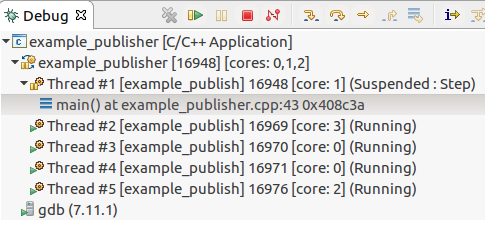 Debug
example_publisher [C/C++ Application]
example_publisher [16948] [cores: 0,1,2]
Thread #1 [example_publish] 16948 [core: 1] (Suspended : Step)
main() at example_publisher.cpp:43 0x408c3a
Thread #2 [example_publish] 16969 [core: 3] (Running)
Thread #3 [example_publish] 16970 [core: 0] (Running)
Thread #4 [example_publish] 16971 [core: 0] (Running)
Thread #5 [example_publish] 16976 [core: 2] (Running)
gdb (7.11.1)